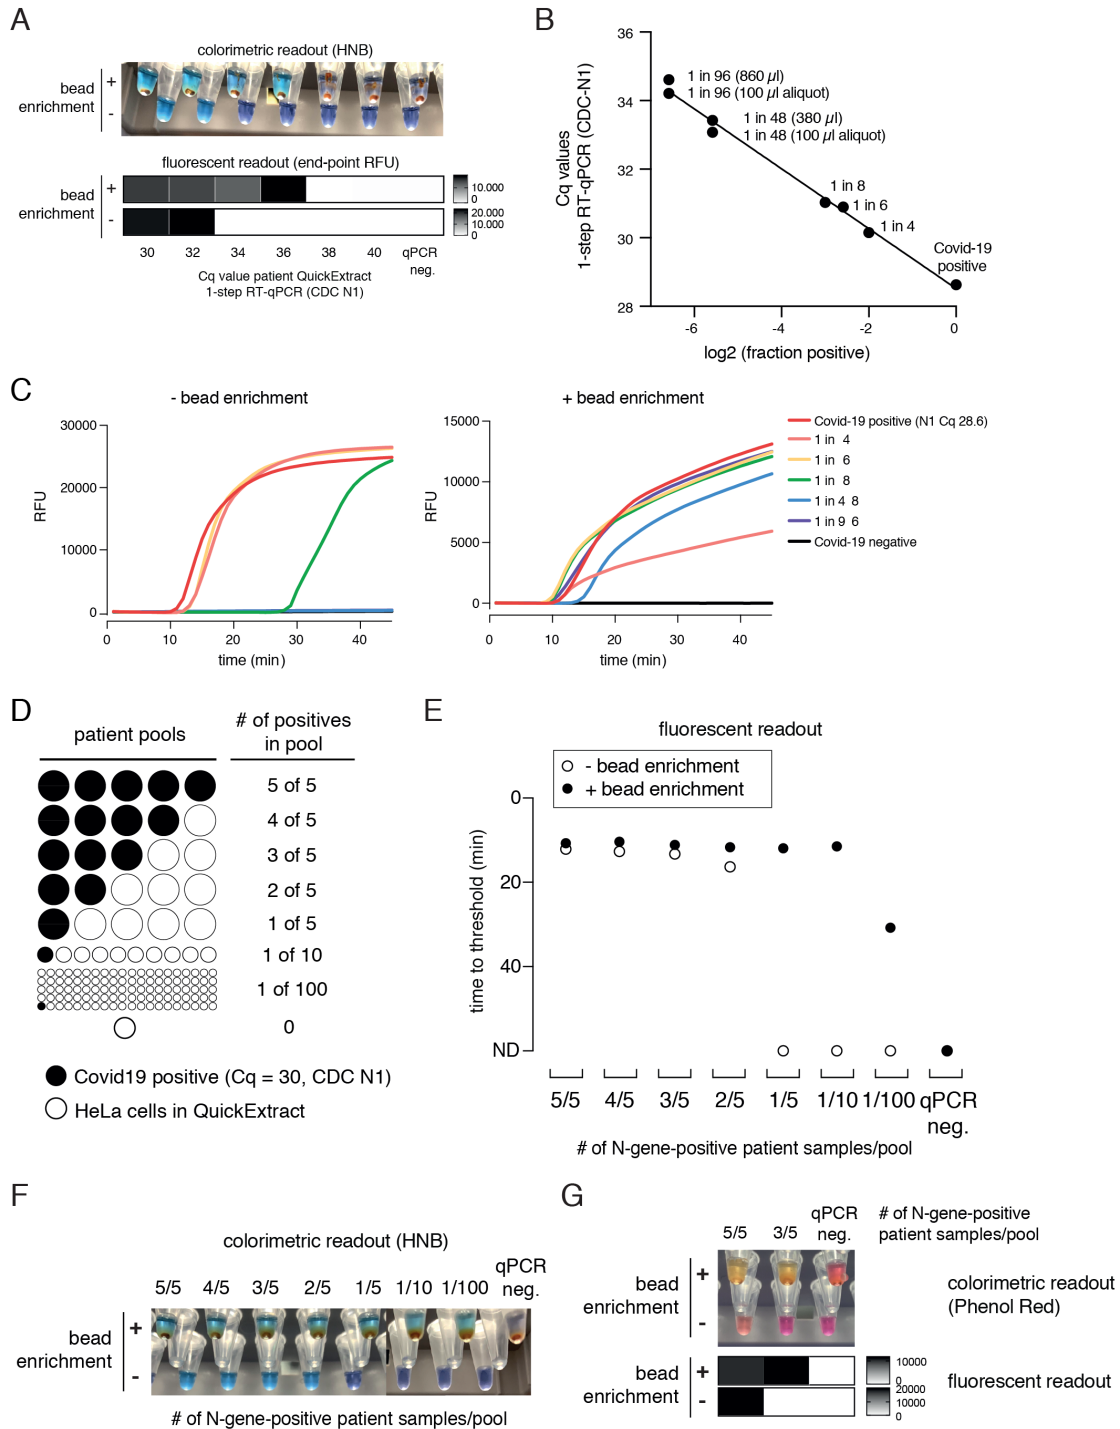 A
colorimetric readout (HNB)
bead
enrichment
+
-
fluorescent readout (end-point RFU)
bead
enrichment
+
-
10.000
0
20.000
10.000
0
30 32 34 36 38 40 qPCR
neg.
Cq value patient QuickExtract
1-step RT-qPCR (CDC N1)
B
Cq values
1-step RT-qPCR (CDC-N1)
36
34
32
30
28
1 in 96 (860 µl)
1 in 96 (100 µl aliquot)
1 in 48 (380 µl)
1 in 48 (100 µl aliquot)
1 in 8
1 in 6
1 in 4
Covid-19
positive
-6 -4 -2 0
log2 (fraction positive)
C
- bead enrichment
RFU
30000
20000
10000
0
0 10 20 30 40
time (min)
+ bead enrichment
RFU
15000
10000
5000
0
0 10 20 30 40
time (min)
Covid-19 positive (N1 Cq 28.6)
1 in 4
1 in 6
1 in 8
1 in 4 8
1 in 9 6
Covid-19 negative
D
patient pools
# of positives
in pool
5 of 5
4 of 5
3 of 5
2 of 5
1 of 5
1 of 10
1 of 100
0
Covid19 positive (Cq = 30, CDC N1)
HeLa cells in QuickExtract
E
fluorescent readout
- bead enrichment
+ bead enrichment
time to threshold (min)
0
20
40
ND
5/5 4/5 3/5 2/5 1/5 1/10 1/100 qPCR
neg.
# of N-gene-positive patient samples/pool
F
colorimetric readout (HNB)
5/5 4/5 3/5 2/5 1/5 1/10 1/100 qPCR
neg.
bead
enrichment
+
-
# of N-gene-positive patient samples/pool
G
5/5 3/5 qPCR
neg.
# of N-gene-positive
patient samples/pool
bead
enrichment
+
-
colorimetric readout
(Phenol Red)
bead
enrichment
+
-
10000
0
20000
10000
0
fluorescent readout